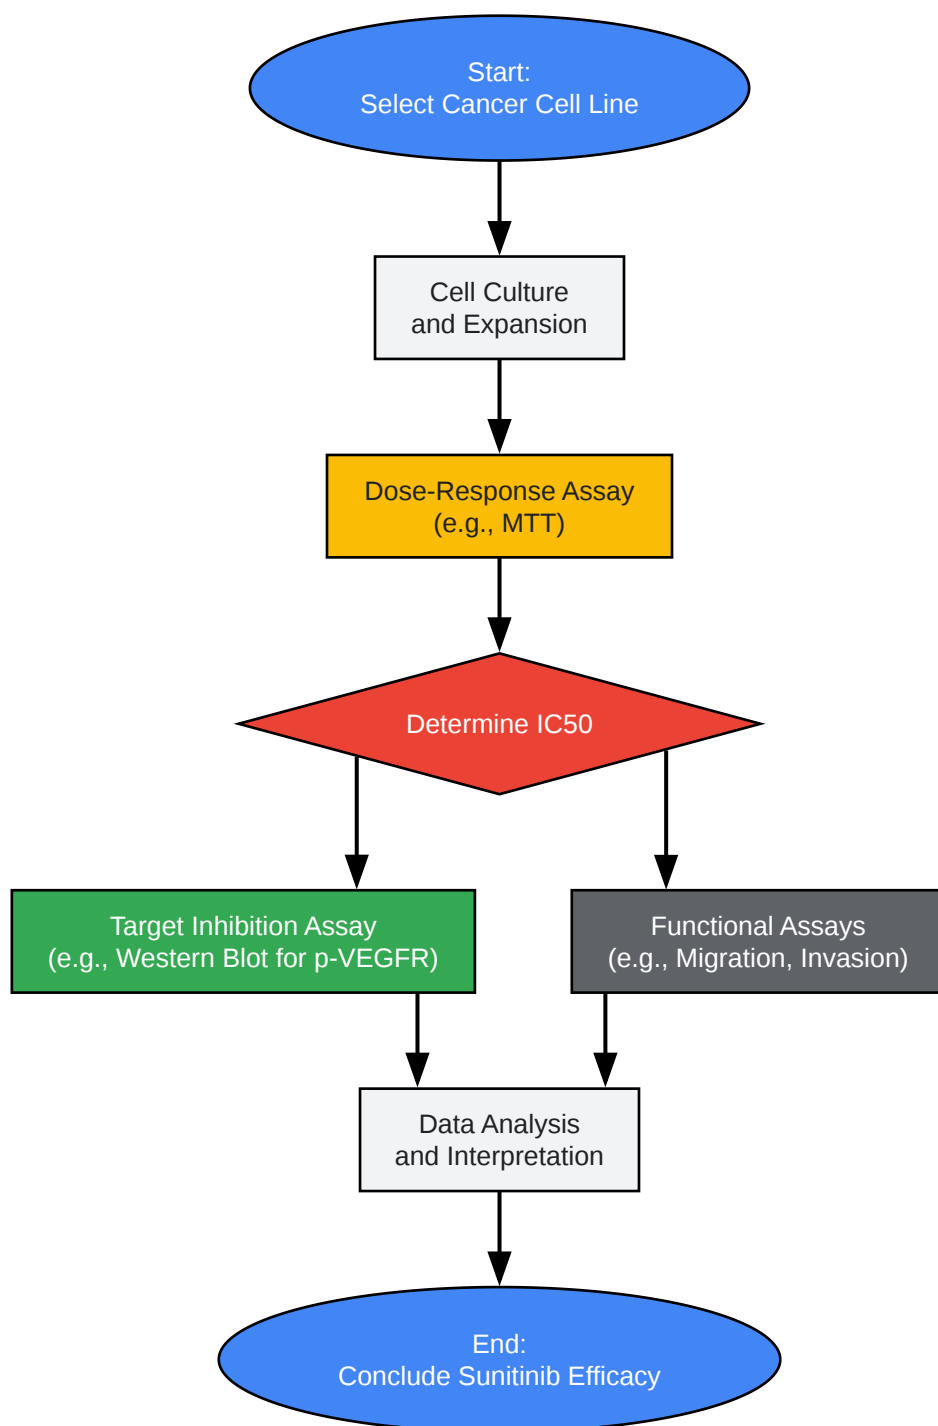 Start:
Select Cancer Cell Line
Cell Culture
and Expansion
Dose-Response Assay
(e.g., MTT)
Determine IC50
Target Inhibition Assay
(e.g., Western Blot for p-VEGFR)
Functional Assays
(e.g., Migration, Invasion)
Data Analysis
and Interpretation
End:
Conclude Sunitinib Efficacy